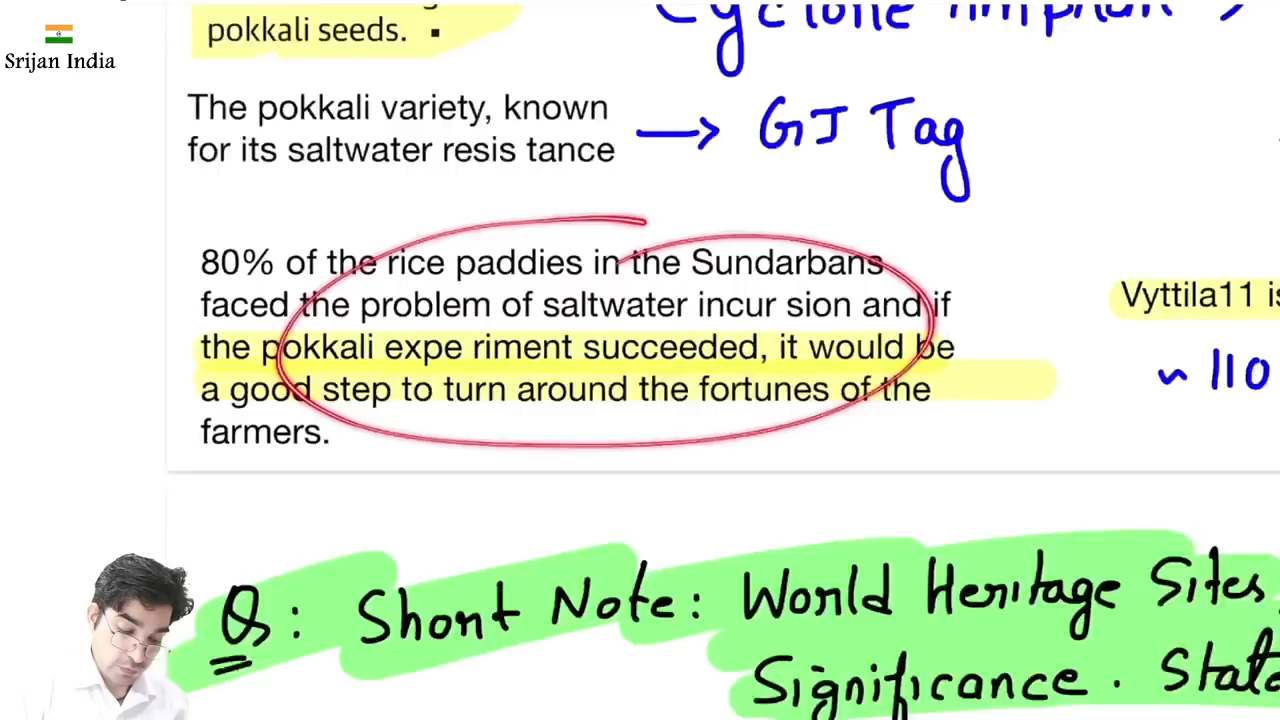 Srijan India
pokkali seeds.
Cyclone Amphan
The pokkali variety, known
for its saltwater resis tance
→ GI Tag
80% of the rice paddies in the Sundarbans
faced the problem of saltwater incur sion and if
the pokkali expe riment succeeded, it would be
a good step to turn around the fortunes of the
farmers.
Vyttila11 is
~ 110
Q: Short Note: World Heritage Sites.
Significance. State